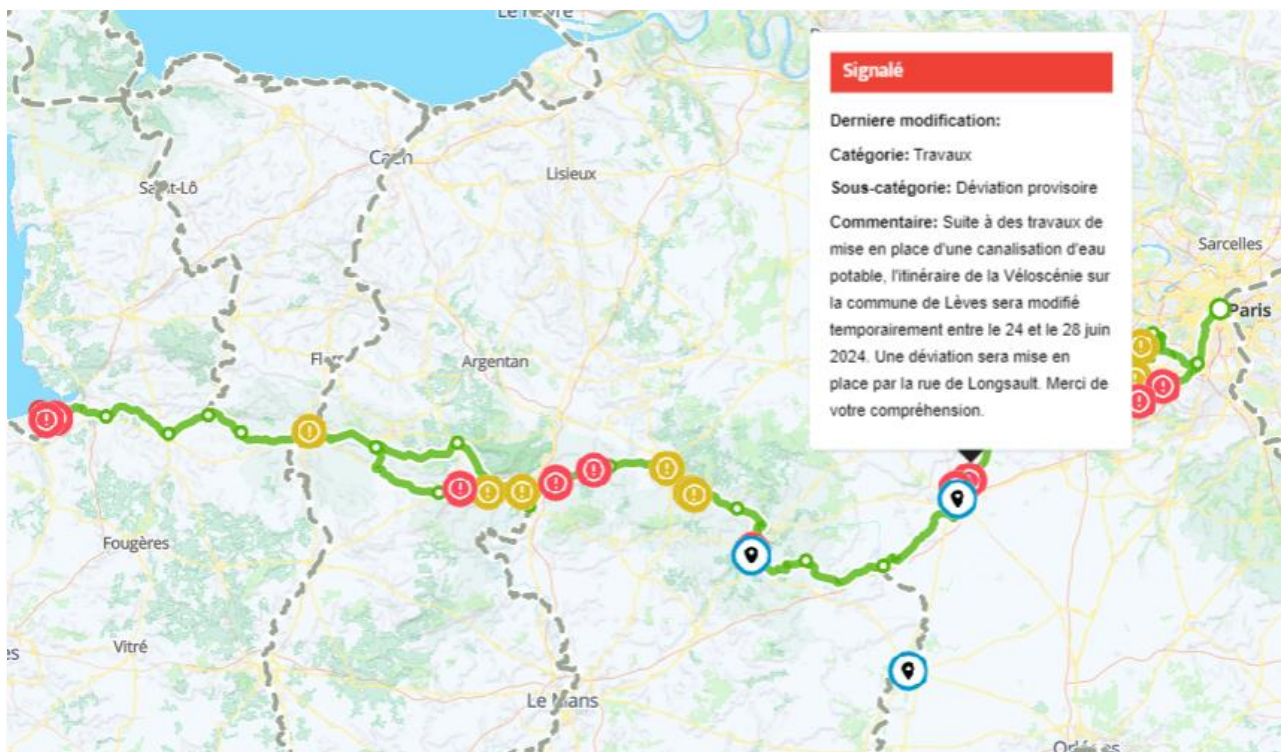 Le Havre
Signalé
Derniere modification:
Catégorie: Travaux
Sous-catégorie: Déviation provisoire
Commentaire: Suite à des travaux de
mise en place d'une canalisation d'eau
potable, l'itinéraire de la Véloscénie sur
la commune de Lèves sera modifié
temporairement entre le 24 et le 28 juin
2024. Une déviation sera mise en
place par la rue de Longsault. Merci de
votre compréhension.
Caen
Saint-Lô
Lisieux
Sarcelles
Paris
Argentan
Fougères
Vitré
Le Mans
Orléans